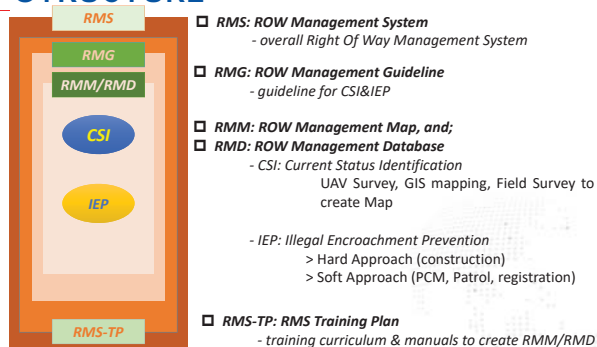 RMS
RMG
RMM/RMD
CSI
IEP
RMS-TP
RMS: ROW Management System
- overall Right Of Way Management System
RMG: ROW Management Guideline
- guideline for CSI&IEP
RMM: ROW Management Map, and;
RMD: ROW Management Database
- CSI: Current Status Identification
UAV Survey, GIS mapping, Field Survey to
create Map
- IEP: Illegal Encroachment Prevention
> Hard Approach (construction)
> Soft Approach (PCM, Patrol, registration)
RMS-TP: RMS Training Plan
- training curriculum & manuals to create RMM/RMD